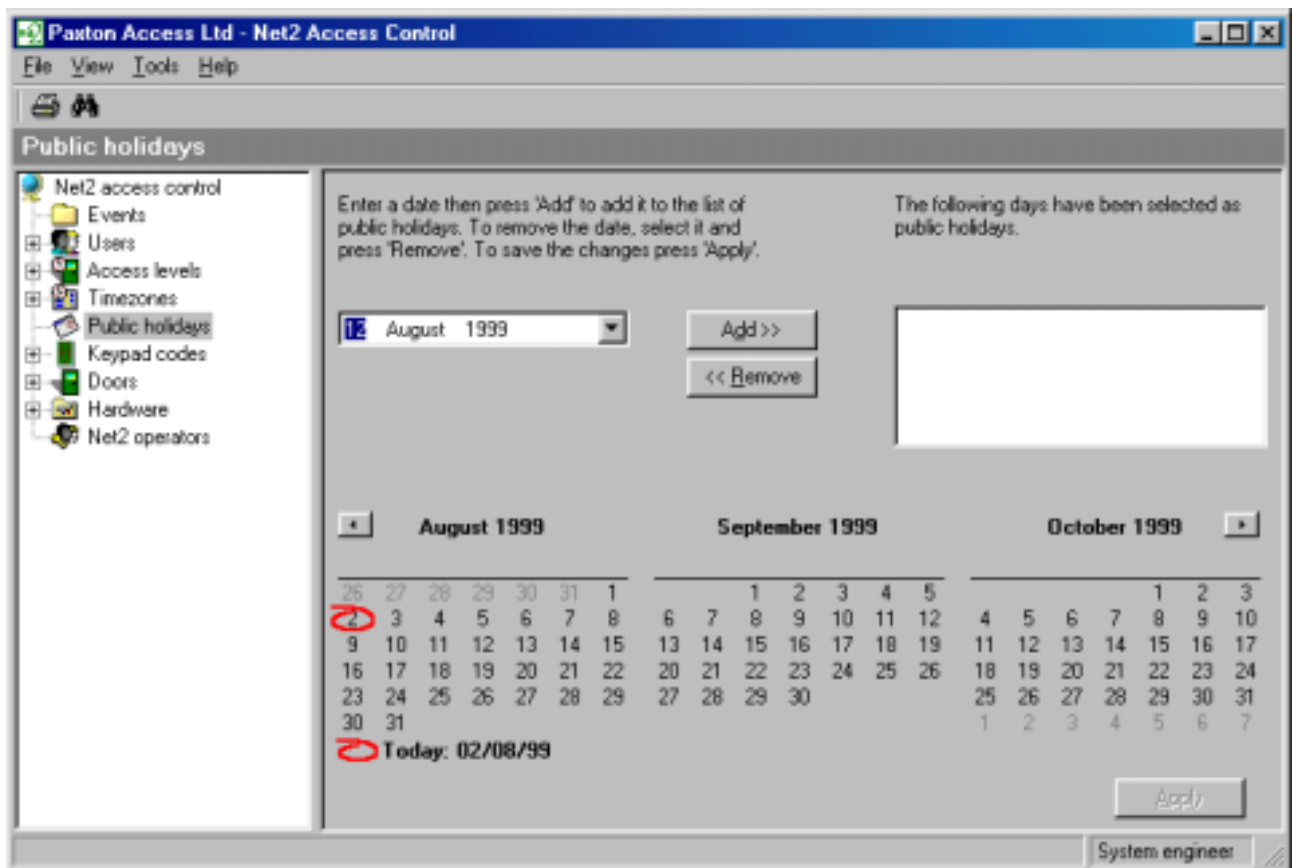 Paxton Access Ltd - Net2 Access Control
File View Tools Help
Public holidays
Net2 access control
Events
Users
Access levels
Timezones
Public holidays
Keypad codes
Doors
Hardware
Net2 operators
Enter a date then press 'Add' to add it to the list of
public holidays. To remove the date, select it and
press 'Remove'. To save the changes press 'Apply'.
The following days have been selected as
public holidays.
12 August 1999
Add >>
<< Remove
August 1999
26 27 28 29 30 31 1
2 3 4 5 6 7 8
9 10 11 12 13 14 15
16 17 18 19 20 21 22
23 24 25 26 27 28 29
30 31
Today: 02/08/99
September 1999
1 2 3 4 5
6 7 8 9 10 11 12
13 14 15 16 17 18 19
20 21 22 23 24 25 26
27 28 29 30
October 1999
1 2 3
4 5 6 7 8 9 10
11 12 13 14 15 16 17
18 19 20 21 22 23 24
25 26 27 28 29 30 31
1 2 3 4 5 6 7
Apply
System engineer